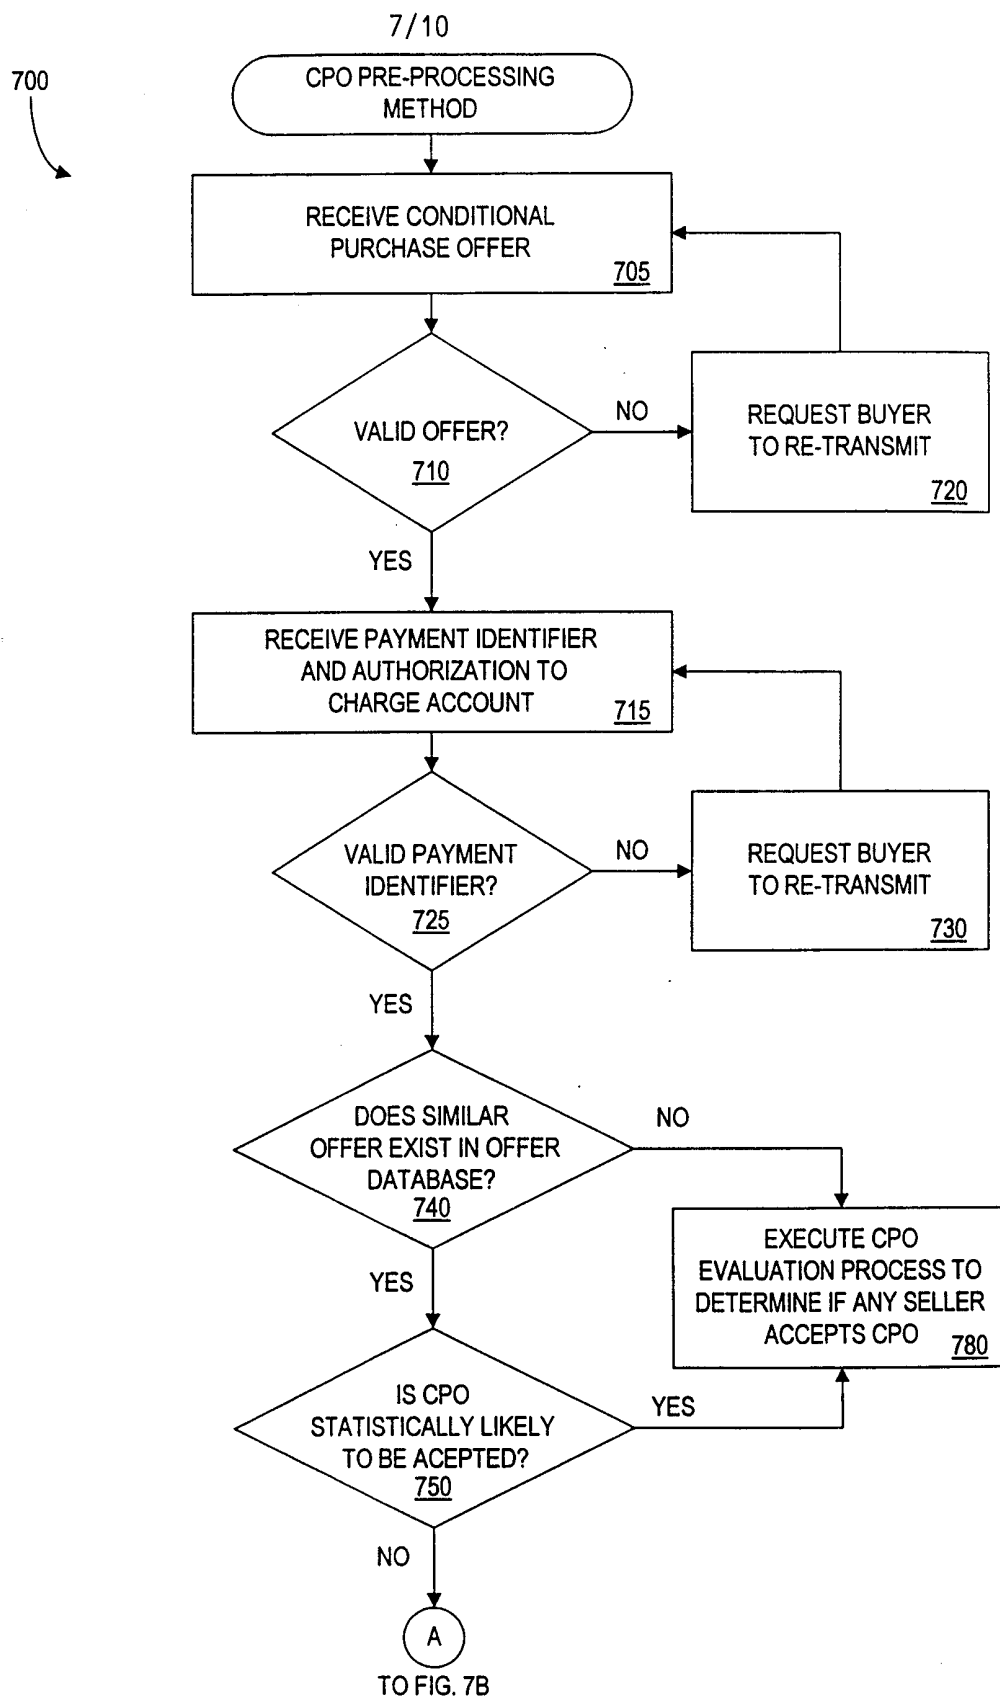 7/10
700
CPO PRE-PROCESSING
METHOD
RECEIVE CONDITIONAL
PURCHASE OFFER
705
VALID OFFER?
710
NO
REQUEST BUYER
TO RE-TRANSMIT
720
YES
RECEIVE PAYMENT IDENTIFIER
AND AUTHORIZATION TO
CHARGE ACCOUNT
715
VALID PAYMENT
IDENTIFIER?
725
NO
REQUEST BUYER
TO RE-TRANSMIT
730
YES
DOES SIMILAR
OFFER EXIST IN OFFER
DATABASE?
740
NO
YES
EXECUTE CPO
EVALUATION PROCESS TO
DETERMINE IF ANY SELLER
ACCEPTS CPO
780
IS CPO
STATISTICALLY LIKELY
TO BE ACEPTED?
750
YES
NO
A
TO FIG. 7B